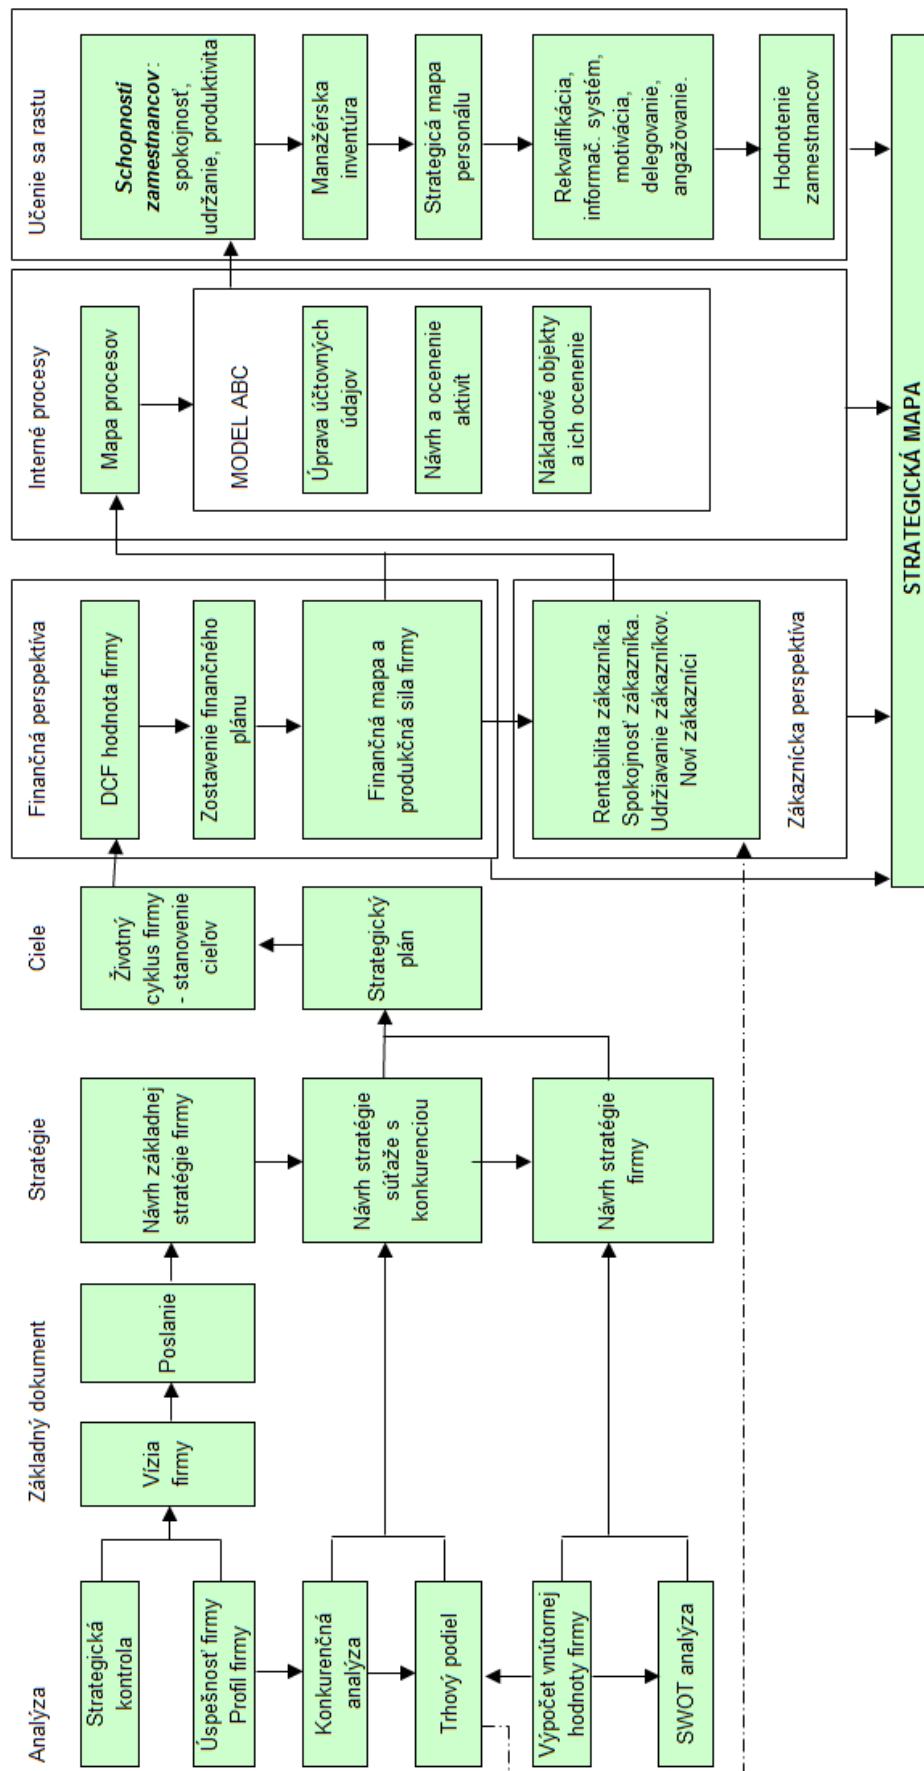 Analýza
Strategická
kontrola
Úspešnosť firmy
Profil firmy
Konkurenčná
analýza
Trhový podiel
Výpočet vnútornej
hodnoty firmy
SWOT analýza
Základný dokument
Vízia
firmy
Poslanie
Stratégie
Návrh základnej
stratégie firmy
Návrh stratégie
súťaže s
konkurenciou
Návrh stratégie
firmy
Ciele
Životný
cyklus firmy
- stanovenie
cieľov
Strategický
plán
Finančná perspektíva
DCF hodnota firmy
Zostavenie finančného
plánu
Finančná mapa a
produkčná sila firmy
Rentabilita zákazníka.
Spokojnosť zákazníka.
Udržiavanie zákazníkov.
Noví zákazníci
Zákaznícka perspektíva
Interné procesy
Mapa procesov
MODEL ABC
Úprava účtovných
údajov
Návrh a ocenenie
aktivít
Nákladové objekty
a ich ocenenie
Učenie sa rastu
Schopnosti
zamestnancov:
spokojnosť,
udržanie, produktivita
Manažérska
inventúra
Strategicá mapa
personálu
Rekvalifikácia,
informač. systém,
motivácia,
delegovanie,
angažovanie.
Hodnotenie
zamestnancov
STRATEGICKÁ MAPA